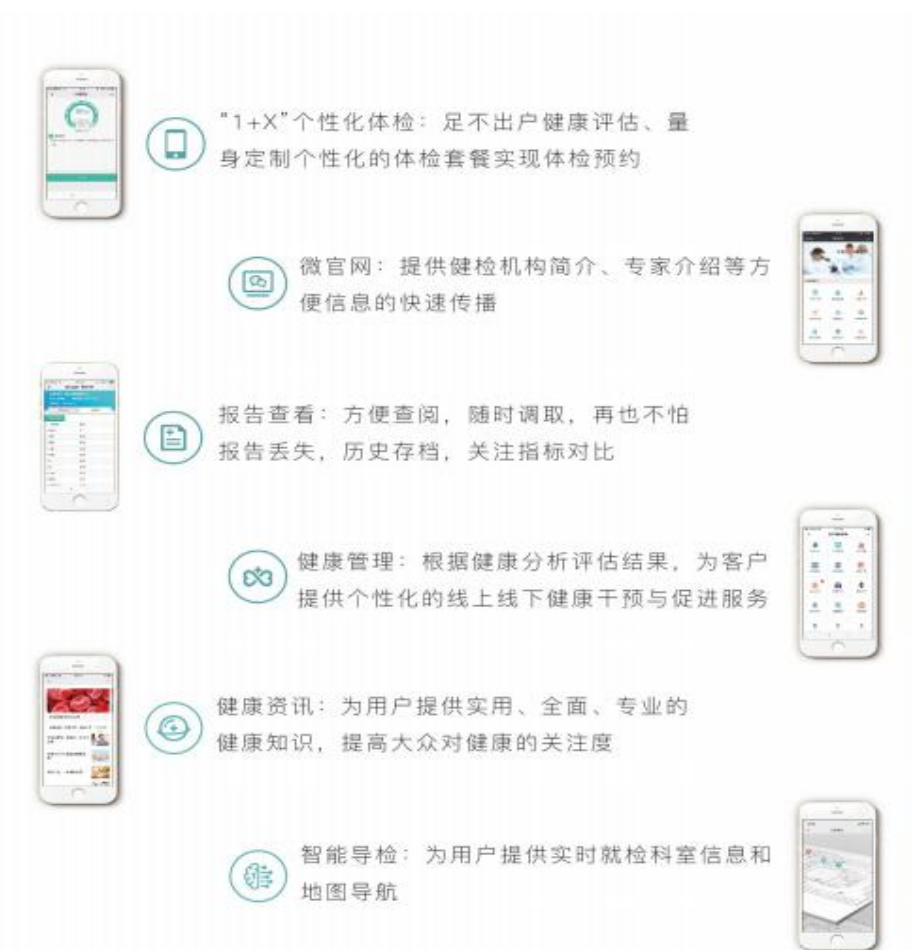 “1+X”个性化体检：足不出户健康评估、量
身定制个性化的体检套餐实现体检预约
微官网：提供健检机构简介、专家介绍等方
便信息的快速传播
报告查看：方便查阅，随时调取，再也不怕
报告丢失，历史存档，关注指标对比
健康管理：根据健康分析评估结果，为客户
提供个性化的线上线下健康干预与促进服务
健康资讯：为用户提供实用、全面、专业的
健康知识，提高大众对健康的关注度
智能导检：为用户提供实时就检科室信息和
地图导航